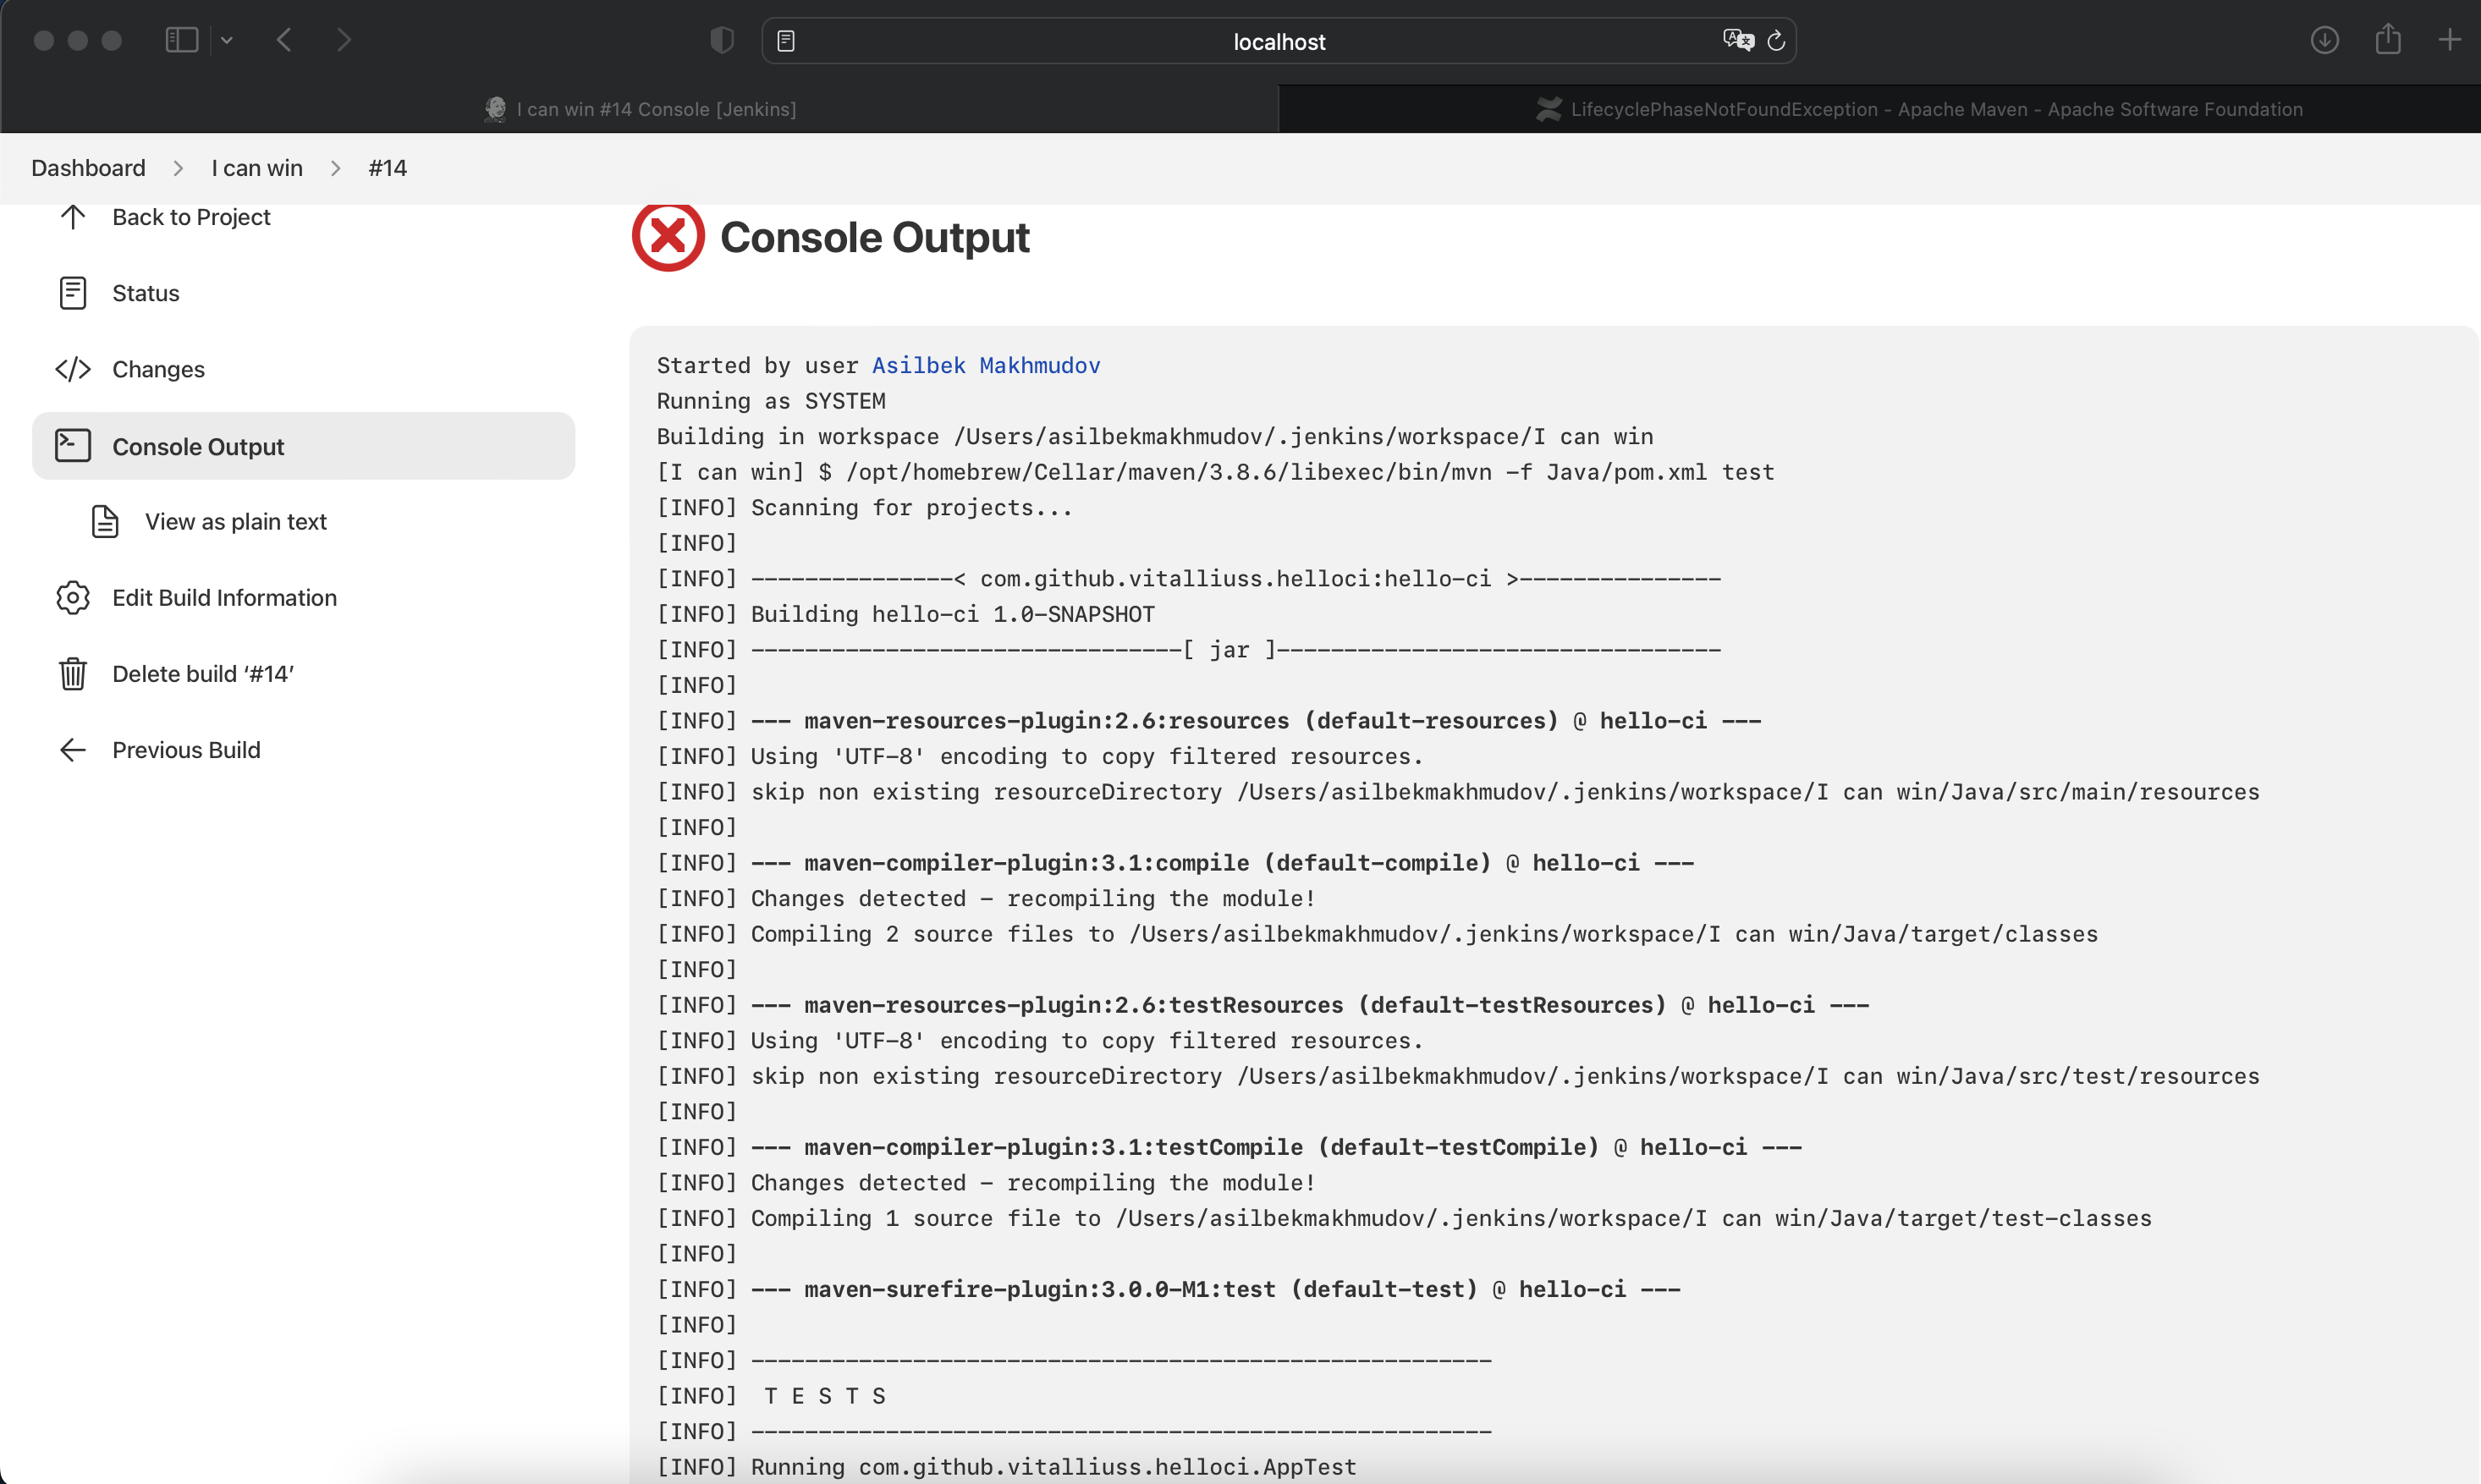 localhost
I can win #14 Console [Jenkins]
LifecyclePhaseNotFoundException - Apache Maven - Apache Software Foundation
Dashboard > I can win > #14
Back to Project
Status
Changes
Console Output
View as plain text
Edit Build Information
Delete build ‘#14’
Previous Build
Console Output
Started by user Asilbek Makhmudov
Running as SYSTEM
Building in workspace /Users/asilbekmakhmudov/.jenkins/workspace/I can win
[I can win] $ /opt/homebrew/Cellar/maven/3.8.6/libexec/bin/mvn -f Java/pom.xml test
[INFO] Scanning for projects...
[INFO]
[INFO] ---------------< com.github.vitalliuss.helloci:hello-ci >---------------
[INFO] Building hello-ci 1.0-SNAPSHOT
[INFO] --------------------------------[ jar ]---------------------------------
[INFO]
[INFO] --- maven-resources-plugin:2.6:resources (default-resources) @ hello-ci ---
[INFO] Using 'UTF-8' encoding to copy filtered resources.
[INFO] skip non existing resourceDirectory /Users/asilbekmakhmudov/.jenkins/workspace/I can win/Java/src/main/resources
[INFO]
[INFO] --- maven-compiler-plugin:3.1:compile (default-compile) @ hello-ci ---
[INFO] Changes detected - recompiling the module!
[INFO] Compiling 2 source files to /Users/asilbekmakhmudov/.jenkins/workspace/I can win/Java/target/classes
[INFO]
[INFO] --- maven-resources-plugin:2.6:testResources (default-testResources) @ hello-ci ---
[INFO] Using 'UTF-8' encoding to copy filtered resources.
[INFO] skip non existing resourceDirectory /Users/asilbekmakhmudov/.jenkins/workspace/I can win/Java/src/test/resources
[INFO]
[INFO] --- maven-compiler-plugin:3.1:testCompile (default-testCompile) @ hello-ci ---
[INFO] Changes detected - recompiling the module!
[INFO] Compiling 1 source file to /Users/asilbekmakhmudov/.jenkins/workspace/I can win/Java/target/test-classes
[INFO]
[INFO] --- maven-surefire-plugin:3.0.0-M1:test (default-test) @ hello-ci ---
[INFO]
[INFO] -------------------------------------------------------
[INFO]  T E S T S
[INFO] -------------------------------------------------------
[INFO] Running com.github.vitalliuss.helloci.AppTest